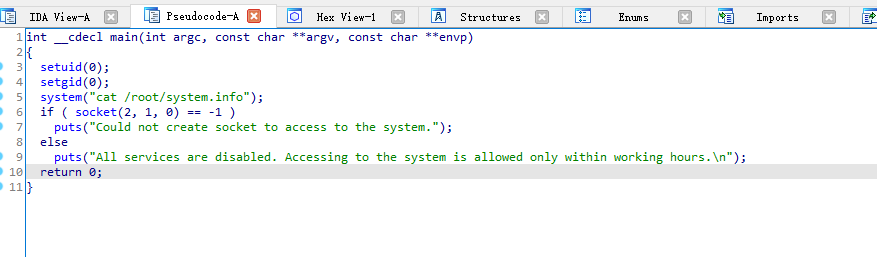 IDA View-A Pseudocode-A Hex View-1 Structures Enums Imports
1 int __cdecl main(int argc, const char **argv, const char **envp)
2 {
3 setuid(0);
4 setgid(0);
5 system("cat /root/system.info");
6 if ( socket(2, 1, 0) == -1 )
7 puts("Could not create socket to access to the system.");
8 else
9 puts("All services are disabled. Accessing to the system is allowed only within working hours.\n");
10 return 0;
11 }